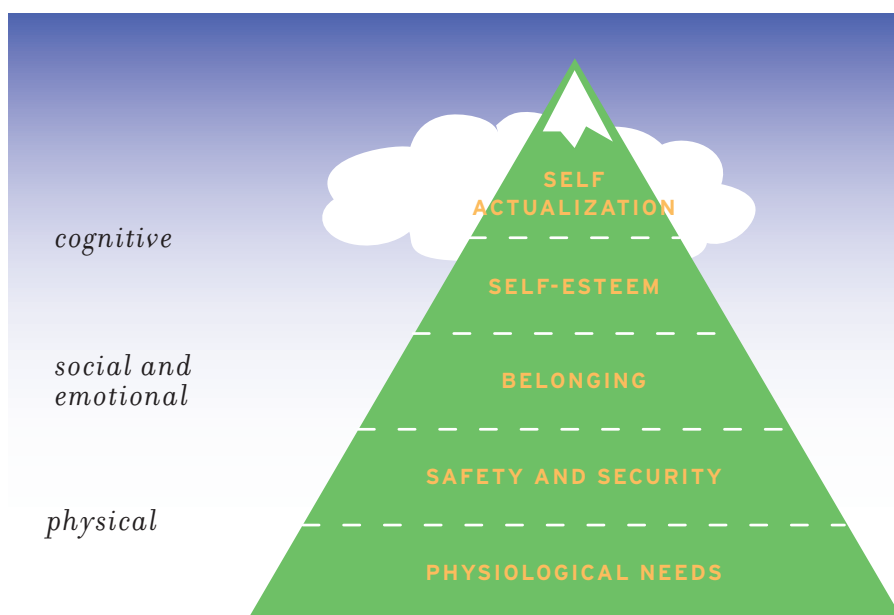 SELF
ACTUALIZATION
cognitive
SELF-ESTEEM
social and
emotional
BELONGING
SAFETY AND SECURITY
physical
PHYSIOLOGICAL NEEDS